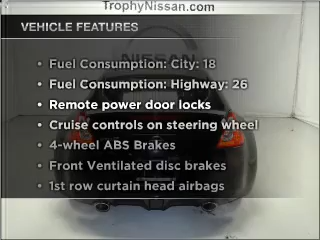 TrophyNissan.com
VEHICLE FEATURES
• Fuel Consumption: City: 18
• Fuel Consumption: Highway: 26
• Remote power door locks
• Cruise controls on steering wheel
• 4-wheel ABS Brakes
• Front Ventilated disc brakes
• 1st row curtain head airbags
NISSAN